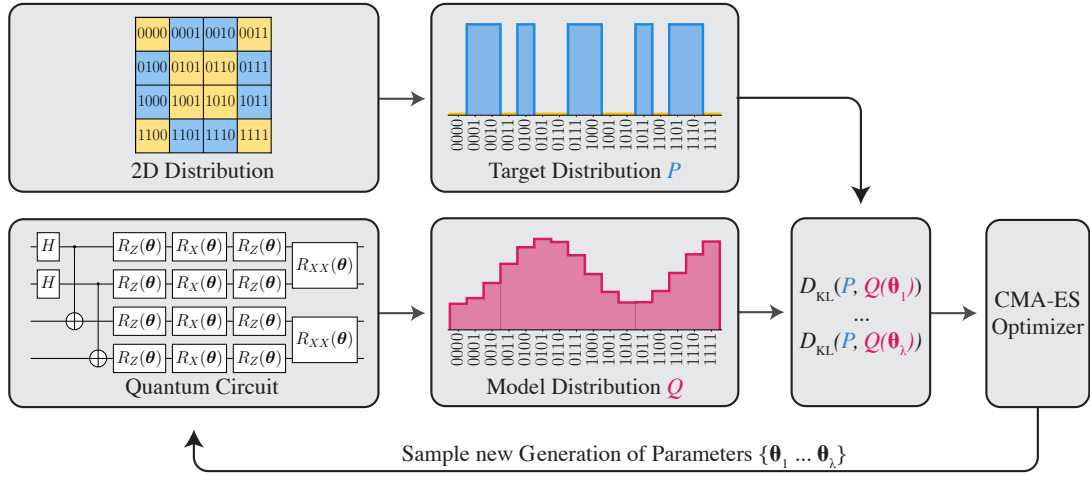 0000 0001 0010 0011
0100 0101 0110 0111
1000 1001 1010 1011
1100 1101 1110 1111
2D Distribution
0000 0001 0010 0011 0100 0101 0110 0111 1000 1001 1010 1011 1100 1101 1110 1111
Target Distribution P
H R_Z(θ) R_X(θ) R_Z(θ)
R_XX(θ)
H R_Z(θ) R_X(θ) R_Z(θ)
R_Z(θ) R_X(θ) R_Z(θ)
R_XX(θ)
R_Z(θ) R_X(θ) R_Z(θ)
Quantum Circuit
0000 0001 0010 0011 0100 0101 0110 0111 1000 1001 1010 1011 1100 1101 1110 1111
Model Distribution Q
D_KL(P, Q(θ_1))
...
D_KL(P, Q(θ_λ))
CMA-ES
Optimizer
Sample new Generation of Parameters {θ_1 ... θ_λ}